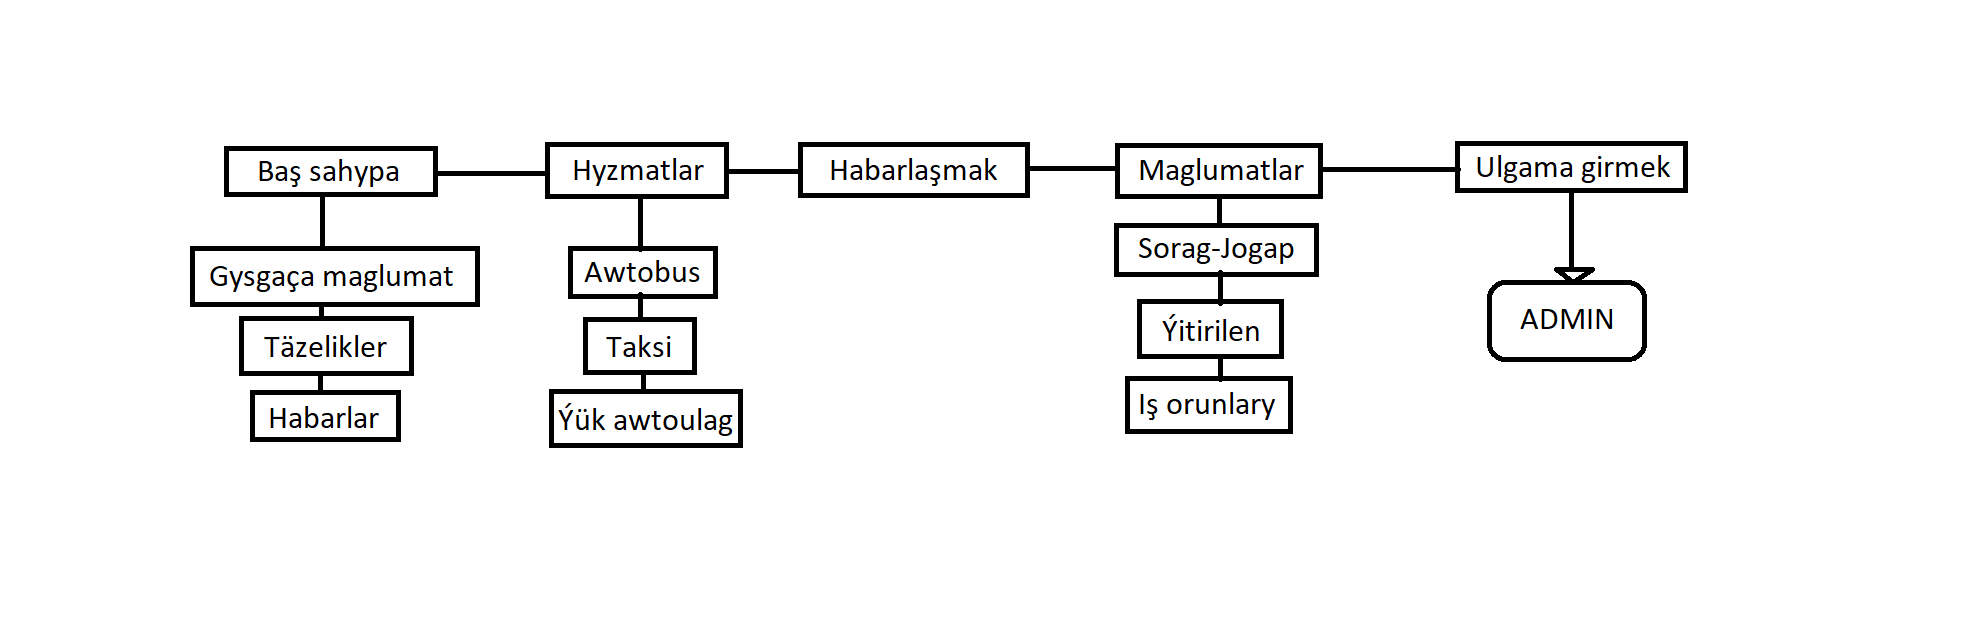 Baş sahypa
Hyzmatlar
Habarlaşmak
Maglumatlar
Ulgama girmek
Gysgaça maglumat
Täzelikler
Habarlar
Awtobus
Taksi
Ýük awtoulag
Sorag-Jogap
Ýitirilen
Iş orunlary
ADMIN